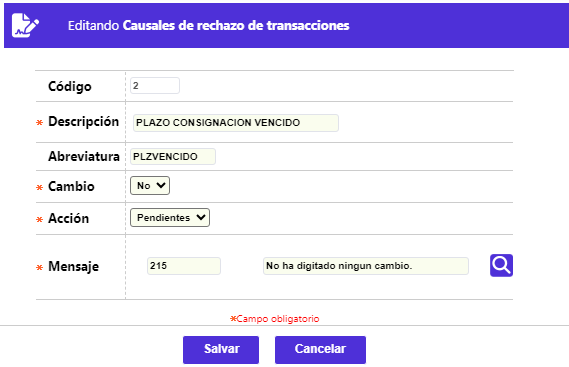 Editando Causales de rechazo de transacciones
Código 2
* Descripción PLAZO CONSIGNACION VENCIDO
Abreviatura PLZVENCIDO
* Cambio No
* Acción Pendientes
* Mensaje 215 No ha digitado ningun cambio.
*Campo obligatorio
Salvar Cancelar